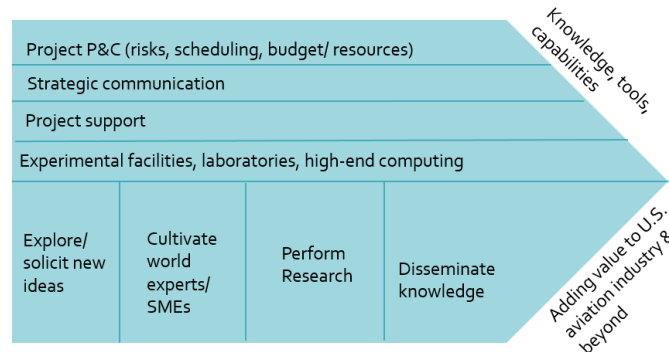 Project P&C (risks, scheduling, budget/ resources)
Strategic communication
Project support
Experimental facilities, laboratories, high-end computing
Explore/
solicit new
ideas
Cultivate
world
experts/
SMEs
Perform
Research
Disseminate
knowledge
Knowledge, tools,
capabilities
Adding value to U.S.
aviation industry &
beyond